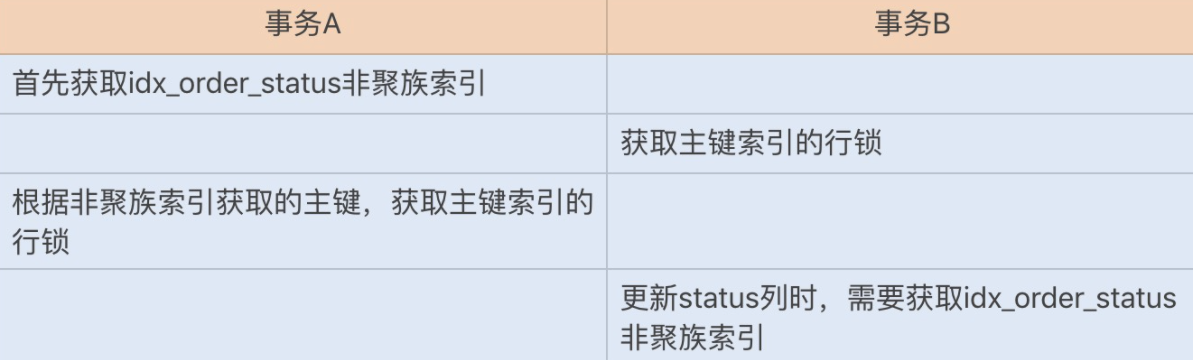 事务A
事务B
首先获取idx_order_status非聚族索引
获取主键索引的行锁
根据非聚族索引获取的主键，获取主键索引的
行锁
更新status列时，需要获取idx_order_status
非聚族索引